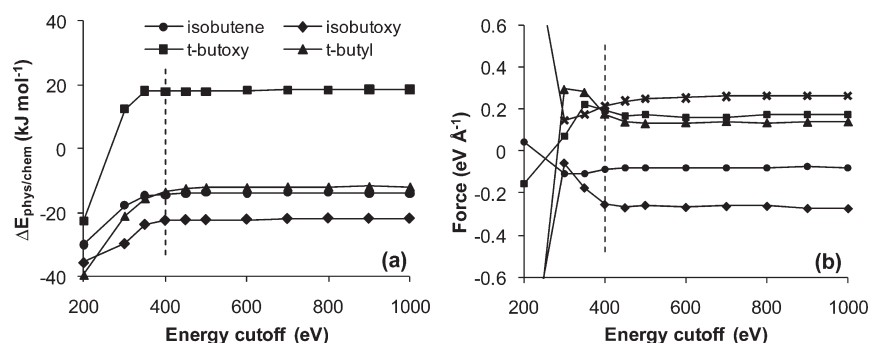 isobutene isobutoxy
t-butoxy t-butyl
40
20
0
-20
-40
200 400 600 800 1000
ΔEphys/chem (kJ mol-1)
Energy cutoff (eV)
(a)
0.6
0.4
0.2
0
-0.2
-0.4
-0.6
200 400 600 800 1000
Force (eV Å-1)
Energy cutoff (eV)
(b)